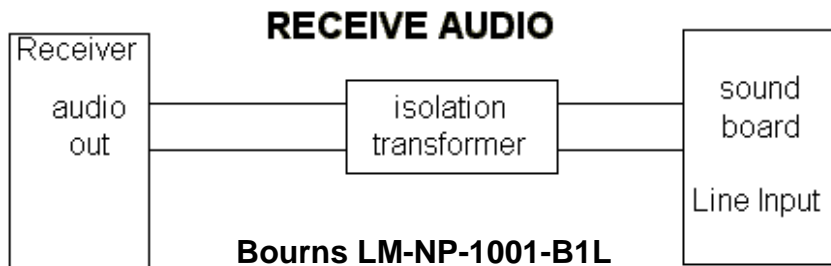 RECEIVE AUDIO
Receiver
audio
out
isolation
transformer
sound
board
Line Input
Bourns LM-NP-1001-B1L